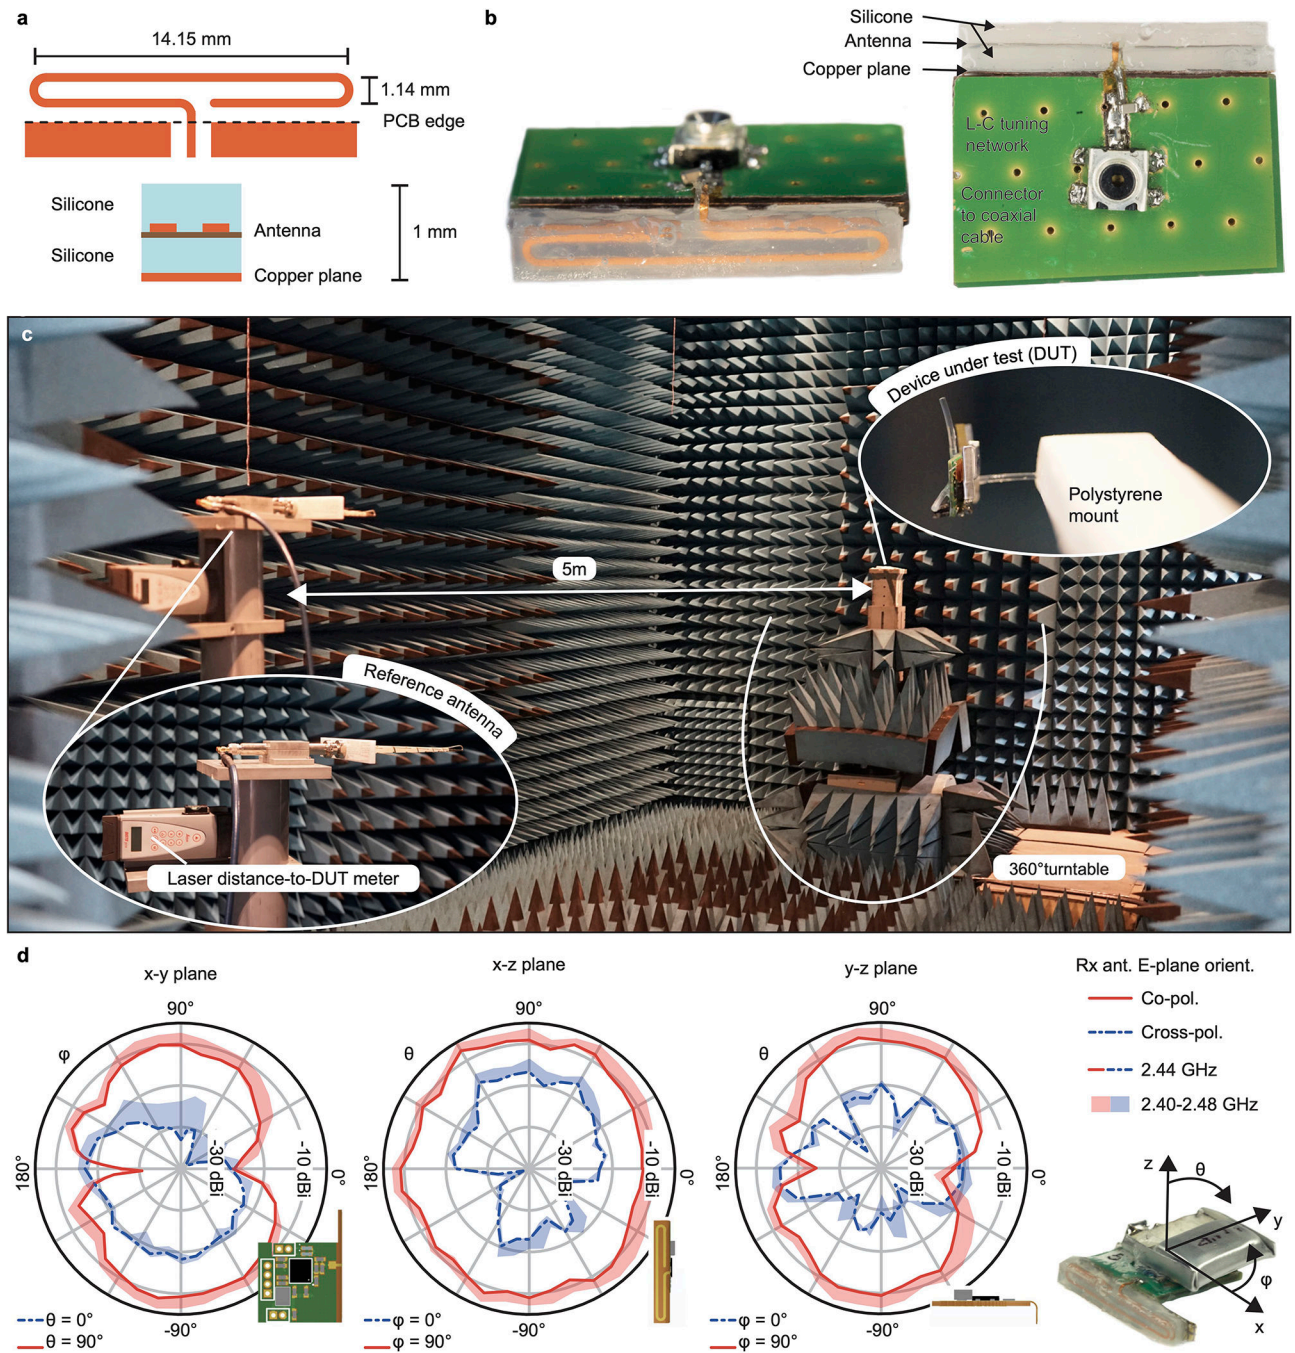 a
14.15 mm
1.14 mm
PCB edge
Silicone
Silicone
Antenna
Copper plane
1 mm
b
Silicone
Antenna
Copper plane
L-C tuning
network
Connector
to coaxial
cable
c
Device under test (DUT)
Polystyrene
mount
5m
Reference antenna
Laser distance-to-DUT meter
360°turntable
d
x-y plane
90°
φ
180°
-30 dBi
-10 dBi
0°
-90°
θ = 0°
θ = 90°
x-z plane
90°
θ
180°
-30 dBi
-10 dBi
0°
-90°
φ = 0°
φ = 90°
y-z plane
90°
θ
180°
-30 dBi
-10 dBi
0°
-90°
φ = 0°
φ = 90°
Rx ant. E-plane orient.
Co-pol.
Cross-pol.
2.44 GHz
2.40-2.48 GHz
z
θ
y
φ
x